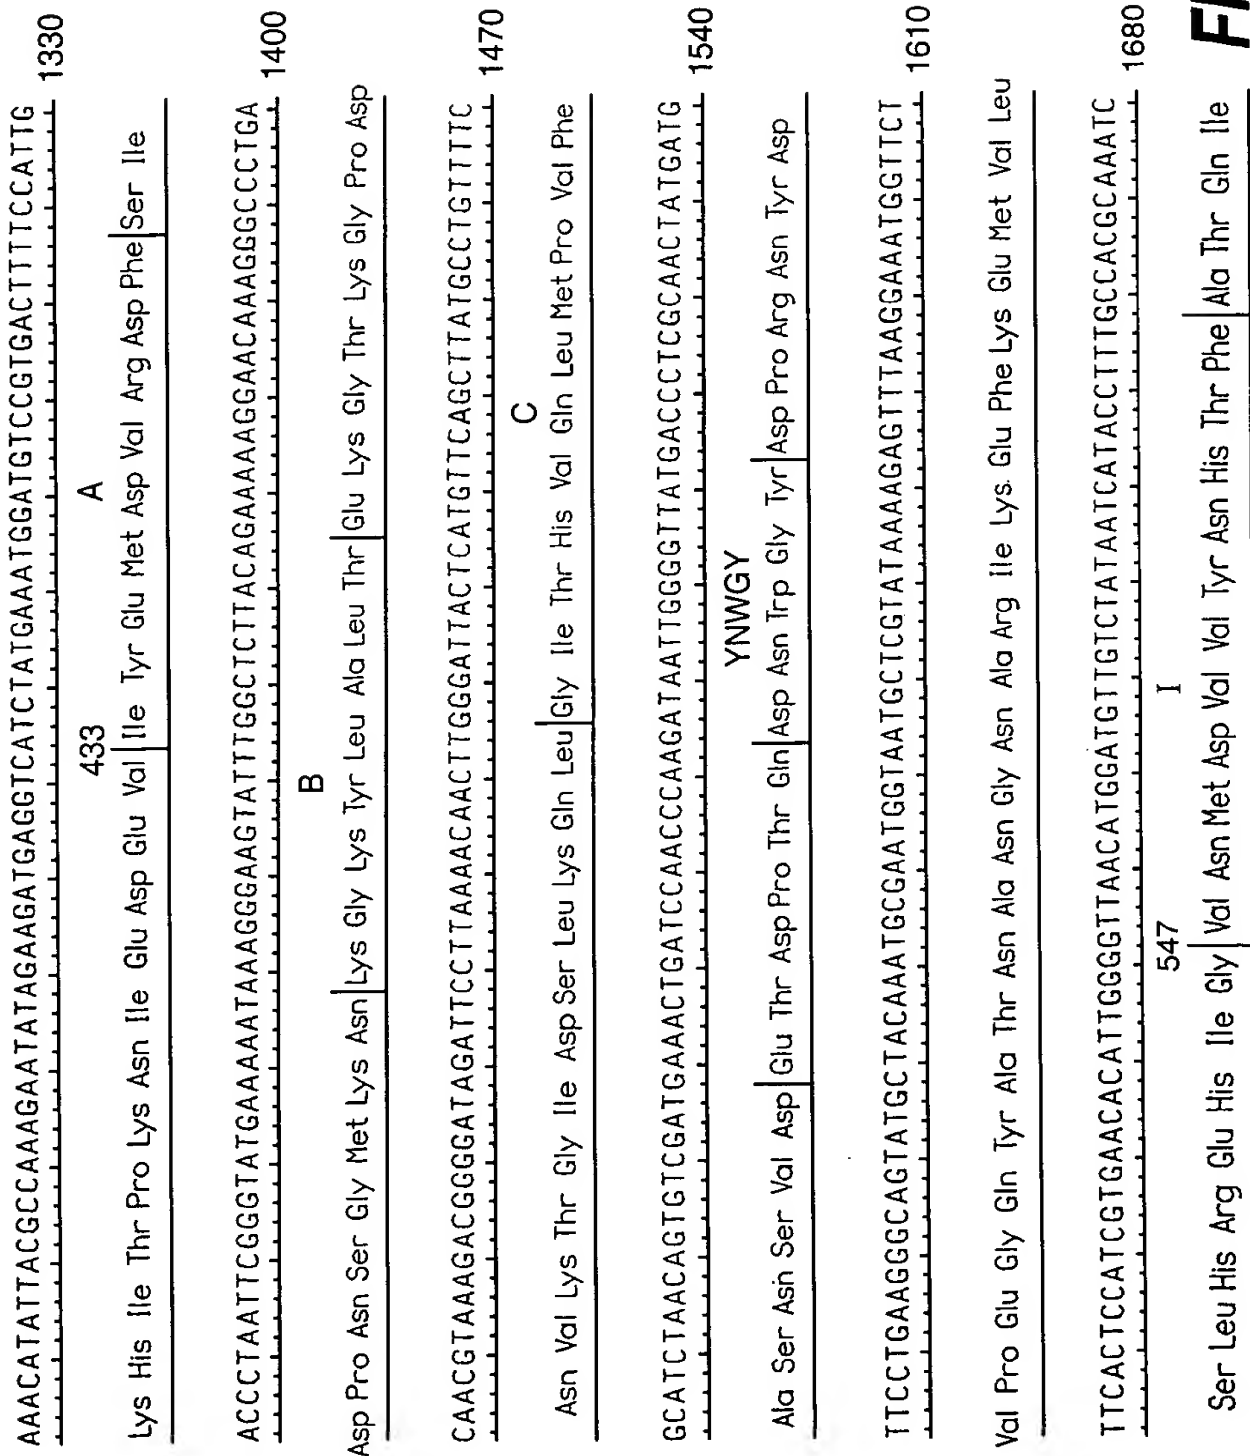 AAACATATTACGCCAAAGAATATAGAAGATGAGGTCATCTATGAAATGGATGTCCGTGACTTTTCCATTG 1330
433 A
Lys His Ile Thr Pro Lys Asn Ile Glu Asp Glu Val Ile Tyr Glu Met Asp Val Arg Asp Phe Ser Ile
ACCCTAATTCGGGTATGAAAAATAAAGGGAAGTATTTGGCTCTTACAGAAAAAGGAACAAAGGGCCCTGA 1400
B
Asp Pro Asn Ser Gly Met Lys Asn Lys Gly Lys Tyr Leu Ala Leu Thr Glu Lys Gly Thr Lys Gly Pro Asp
CAACGTAAAGACGGGGATAGATTCCTTAAAACAACTTGGGATTACTCATGTTCAGCTTATGCCTGTTTTC 1470
C
Asn Val Lys Thr Gly Ile Asp Ser Leu Lys Gln Leu Gly Ile Thr His Val Gln Leu Met Pro Val Phe
GCATCTAACAGTGTCGATGAAACTGATCCAACCCAAGATAATTGGGGTTATGACCCTCGCAACTATGATG 1540
YNWGY
Ala Ser Asn Ser Val Asp Glu Thr Asp Pro Thr Gln Asp Asn Trp Gly Tyr Asp Pro Arg Asn Tyr Asp
TTCCTGAAGGGCAGTATGCTACAAATGCGAATGGTAATGCTCGTATAAAAGAGTTTAAGGAAATGGTTCT 1610
Val Pro Glu Gly Gln Tyr Ala Thr Asn Ala Asn Gly Asn Ala Arg Ile Lys Glu Phe Lys Glu Met Val Leu
TTCACTCCATCGTGAACACATTGGGGTTAACATGGATGTTGTCTATAATCATACCTTTGCCACGCAAATC 1680
547 I
Ser Leu His Arg Glu His Ile Gly Val Asn Met Asp Val Val Tyr Asn His Thr Phe Ala Thr Gln Ile